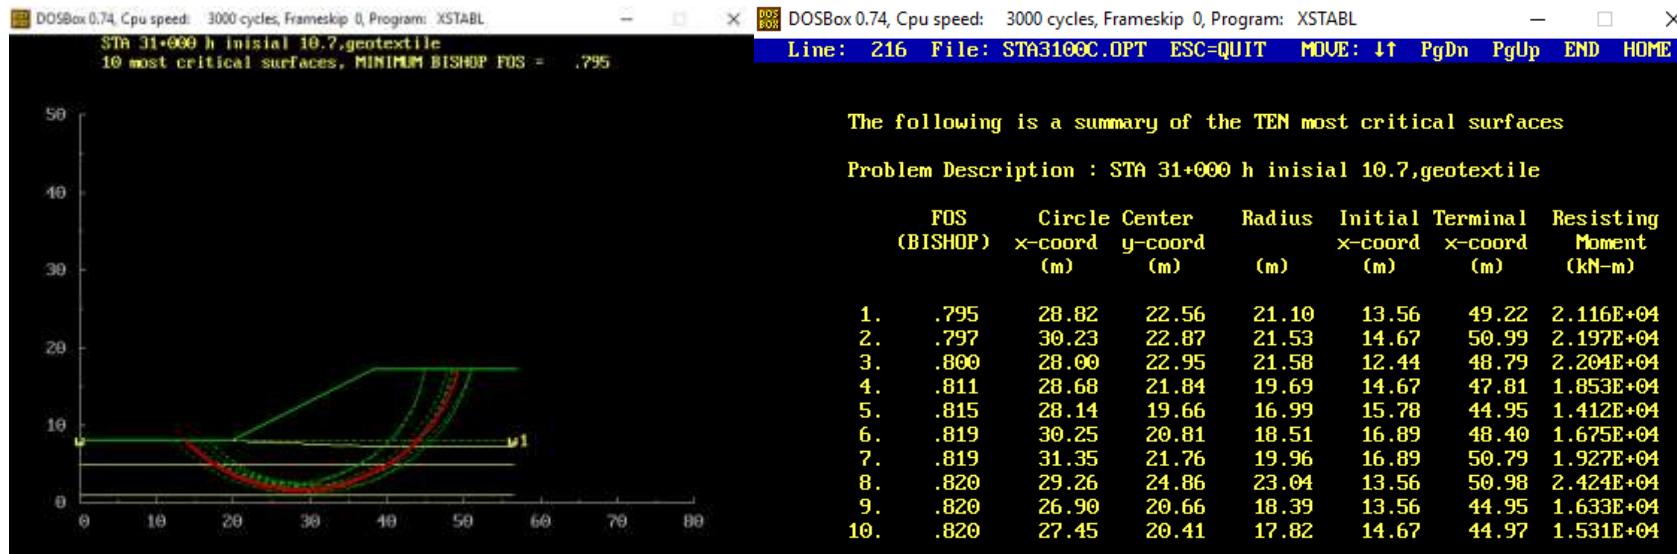 DOSBox 0.74, Cpu speed: 3000 cycles, Frameskip 0, Program: XSTABL
STA 31+000 h inisial 10.7,geotextile
10 most critical surfaces, MINIMUM BISHOP FOS = .795
50
40
30
20
10
0
w1
0 10 20 30 40 50 60 70 80
DOSBox 0.74, Cpu speed: 3000 cycles, Frameskip 0, Program: XSTABL
Line: 216 File: STA3100C.OPT ESC=QUIT MOVE: ↓↑ PgDn PgUp END HOME
The following is a summary of the TEN most critical surfaces
Problem Description : STA 31+000 h inisial 10.7,geotextile
FOS Circle Center Radius Initial Terminal Resisting
(BISHOP) x-coord y-coord x-coord x-coord Moment
(m) (m) (m) (m) (m) (kN-m)
1. .795 28.82 22.56 21.10 13.56 49.22 2.116E+04
2. .797 30.23 22.87 21.53 14.67 50.99 2.197E+04
3. .800 28.00 22.95 21.58 12.44 48.79 2.204E+04
4. .811 28.68 21.84 19.69 14.67 47.81 1.853E+04
5. .815 28.14 19.66 16.99 15.78 44.95 1.412E+04
6. .819 30.25 20.81 18.51 16.89 48.40 1.675E+04
7. .819 31.35 21.76 19.96 16.89 50.79 1.927E+04
8. .820 29.26 24.86 23.04 13.56 50.98 2.424E+04
9. .820 26.90 20.66 18.39 13.56 44.95 1.633E+04
10. .820 27.45 20.41 17.82 14.67 44.97 1.531E+04